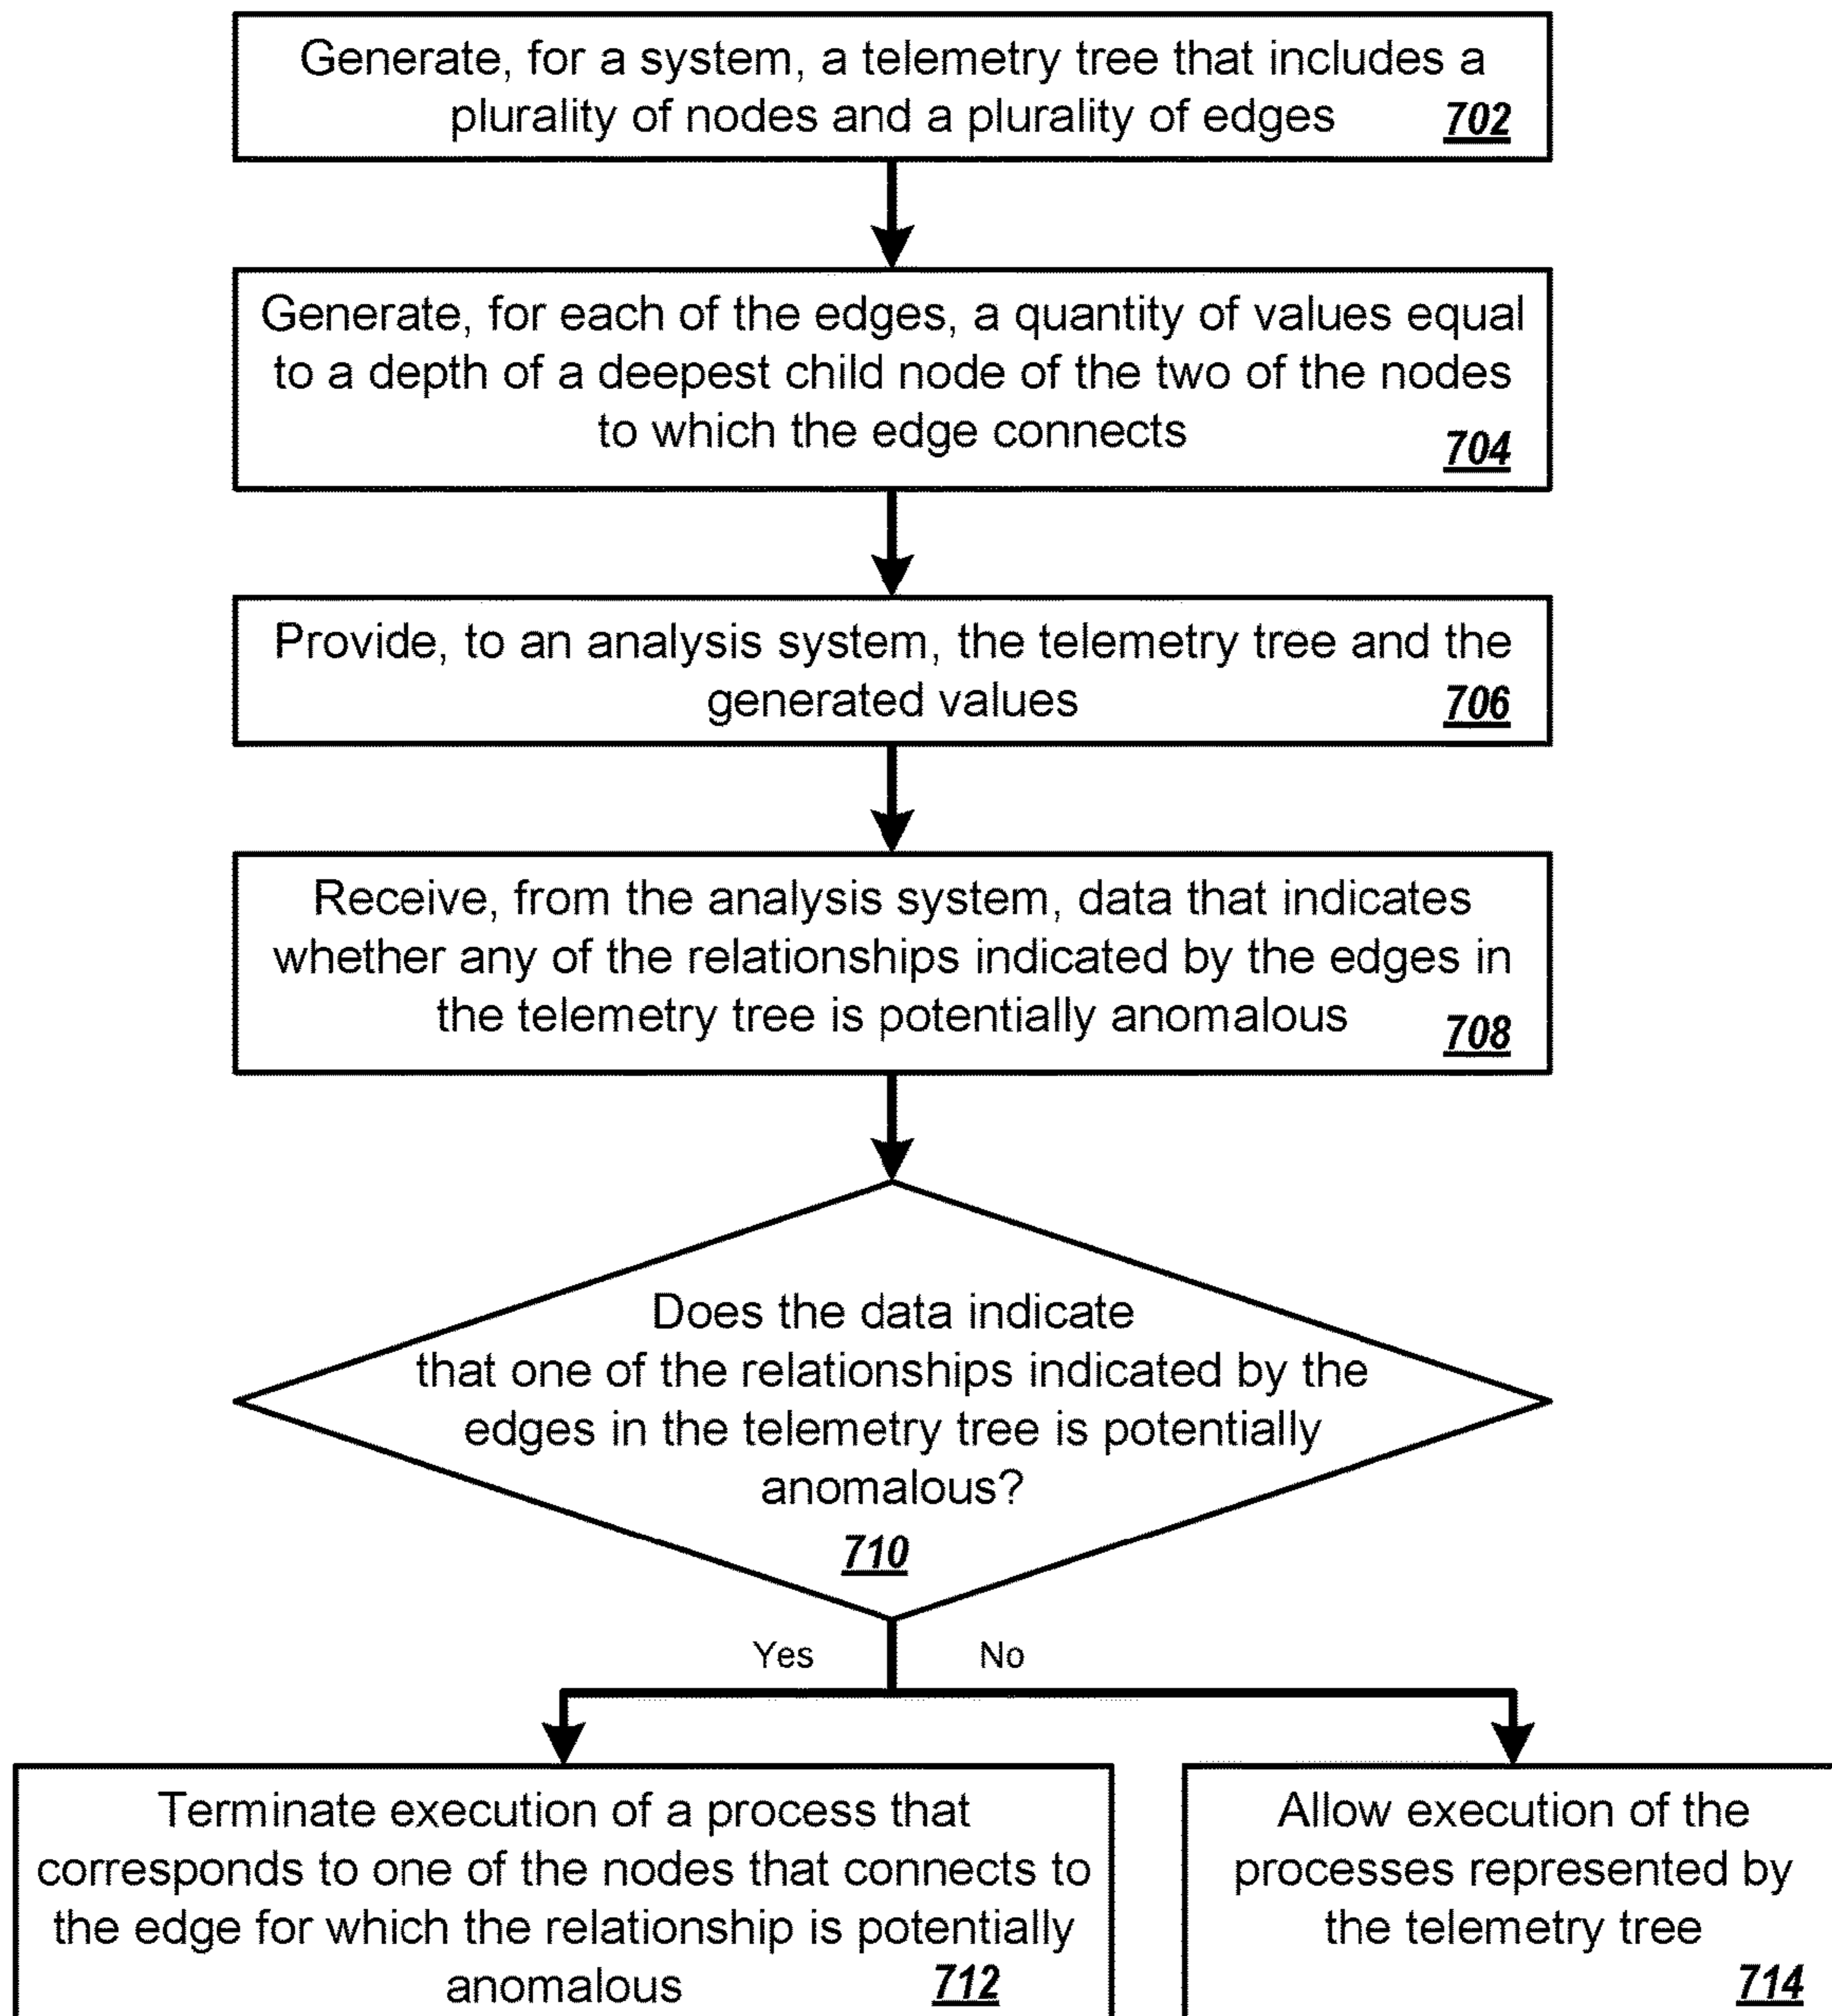 Generate, for a system, a telemetry tree that includes a
plurality of nodes and a plurality of edges 702
Generate, for each of the edges, a quantity of values equal
to a depth of a deepest child node of the two of the nodes
to which the edge connects 704
Provide, to an analysis system, the telemetry tree and the
generated values 706
Receive, from the analysis system, data that indicates
whether any of the relationships indicated by the edges in
the telemetry tree is potentially anomalous 708
Does the data indicate
that one of the relationships indicated by the
edges in the telemetry tree is potentially
anomalous?
710
Yes No
Terminate execution of a process that
corresponds to one of the nodes that connects to
the edge for which the relationship is potentially
anomalous 712
Allow execution of the
processes represented by
the telemetry tree
714